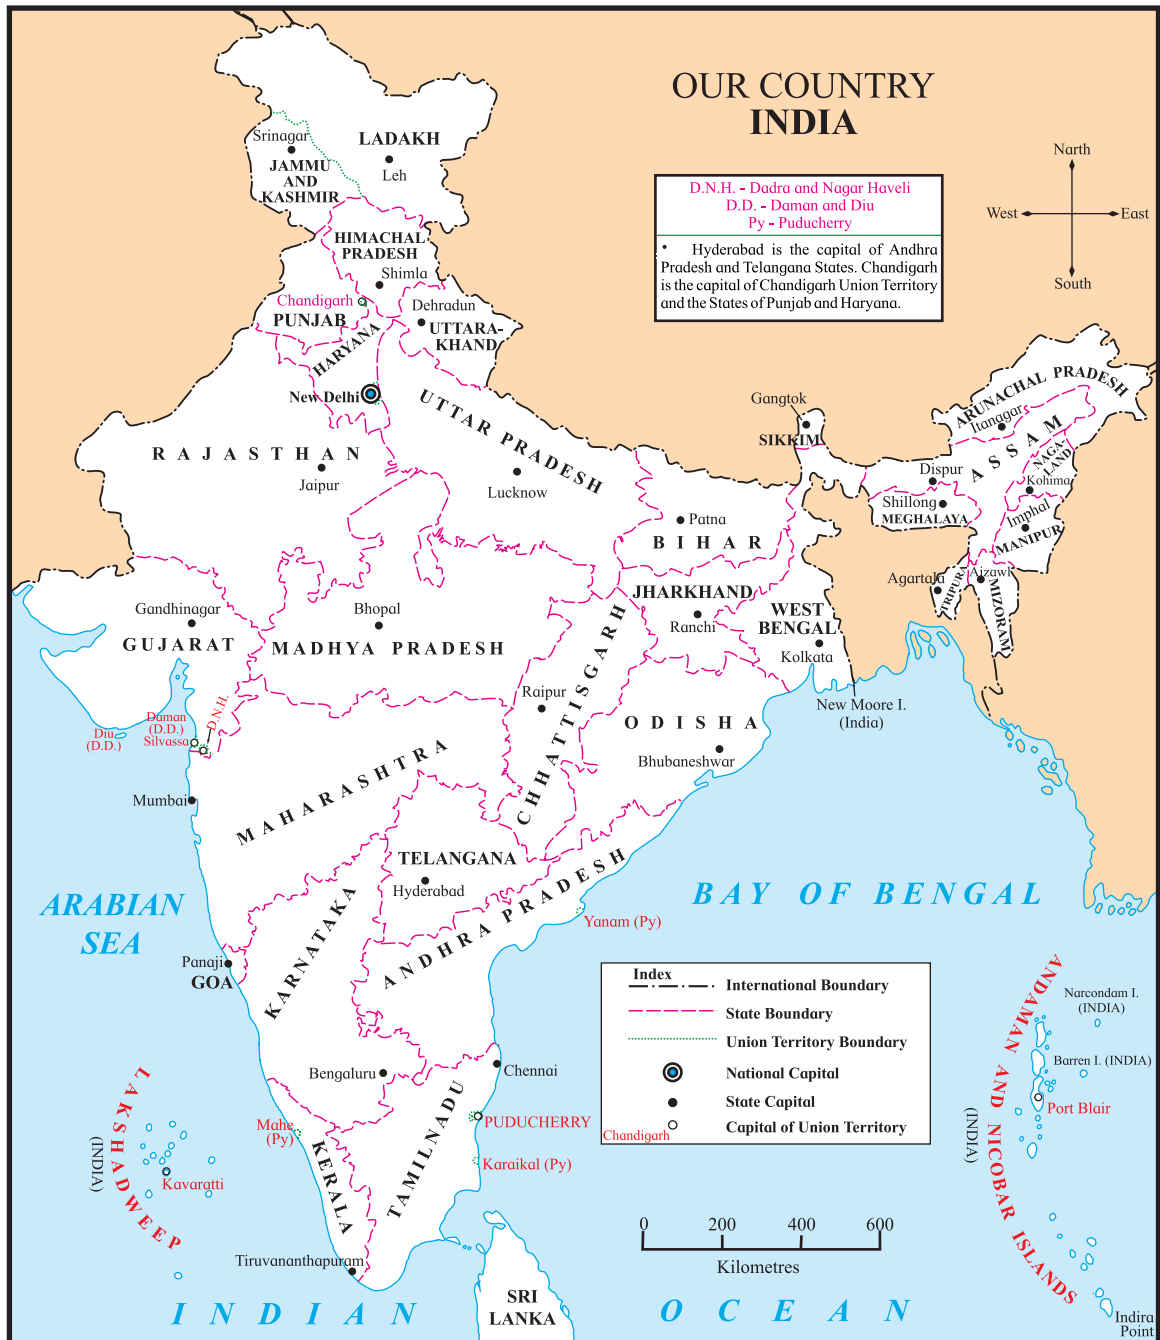 OUR COUNTRY
INDIA
Narth
West
East
South
D.N.H. - Dadra and Nagar Haveli
D.D. - Daman and Diu
Py - Puducherry
• Hyderabad is the capital of Andhra
Pradesh and Telangana States. Chandigarh
is the capital of Chandigarh Union Territory
and the States of Punjab and Haryana.
Srinagar
LADAKH
JAMMU
AND
KASHMIR
Leh
HIMACHAL
PRADESH
Shimla
Chandigarh
PUNJAB
Dehradun
UTTARA-
KHAND
HARYANA
New Delhi
UTTAR PRADESH
RAJASTHAN
Jaipur
Lucknow
Gangtok
SIKKIM
ARUNACHAL PRADESH
Itanagar
ASSAM
Dispur
NAGA-
LAND
Kohima
Shillong
MEGHALAYA
Imphal
MANIPUR
Patna
BIHAR
Agartala
TRIPURA
Aizawl
MIZORAM
Gandhinagar
GUJARAT
Bhopal
MADHYA PRADESH
JHARKHAND
Ranchi
WEST
BENGAL
Kolkata
New Moore I.
(India)
Raipur
CHHATTISGARH
ODISHA
Bhubaneshwar
Daman
(D.D.)
Silvassa
D.N.H.
Diu
(D.D.)
Mumbai
MAHARASHTRA
TELANGANA
Hyderabad
ANDHRA PRADESH
Yanam (Py)
ARABIAN
SEA
BAY OF BENGAL
Panaji
GOA
KARNATAKA
Index
International Boundary
State Boundary
Union Territory Boundary
National Capital
State Capital
Chandigarh
Capital of Union Territory
Narcondam I.
(INDIA)
Barren I. (INDIA)
Port Blair
ANDAMAN AND NICOBAR ISLANDS
(INDIA)
Bengaluru
Chennai
TAMILNADU
PUDUCHERRY
Karaikal (Py)
Mahe
(Py)
KERALA
LAKSHADWEEP
(INDIA)
Kavaratti
Tiruvananthapuram
0 200 400 600
Kilometres
SRI
LANKA
INDIAN OCEAN
Indira
Point